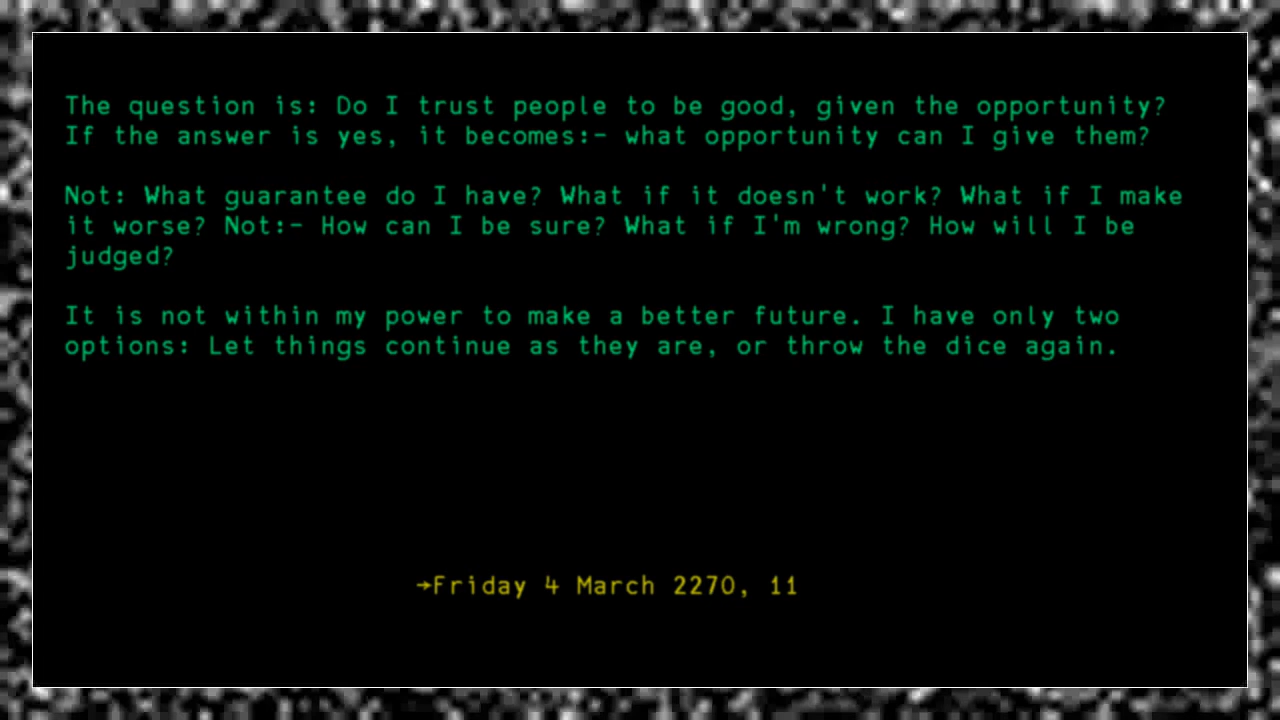 The question is: Do I trust people to be good, given the opportunity?
If the answer is yes, it becomes:- what opportunity can I give them?
Not: What guarantee do I have? What if it doesn't work? What if I make
it worse? Not:- How can I be sure? What if I'm wrong? How will I be
judged?
It is not within my power to make a better future. I have only two
options: Let things continue as they are, or throw the dice again.
→Friday 4 March 2270, 11